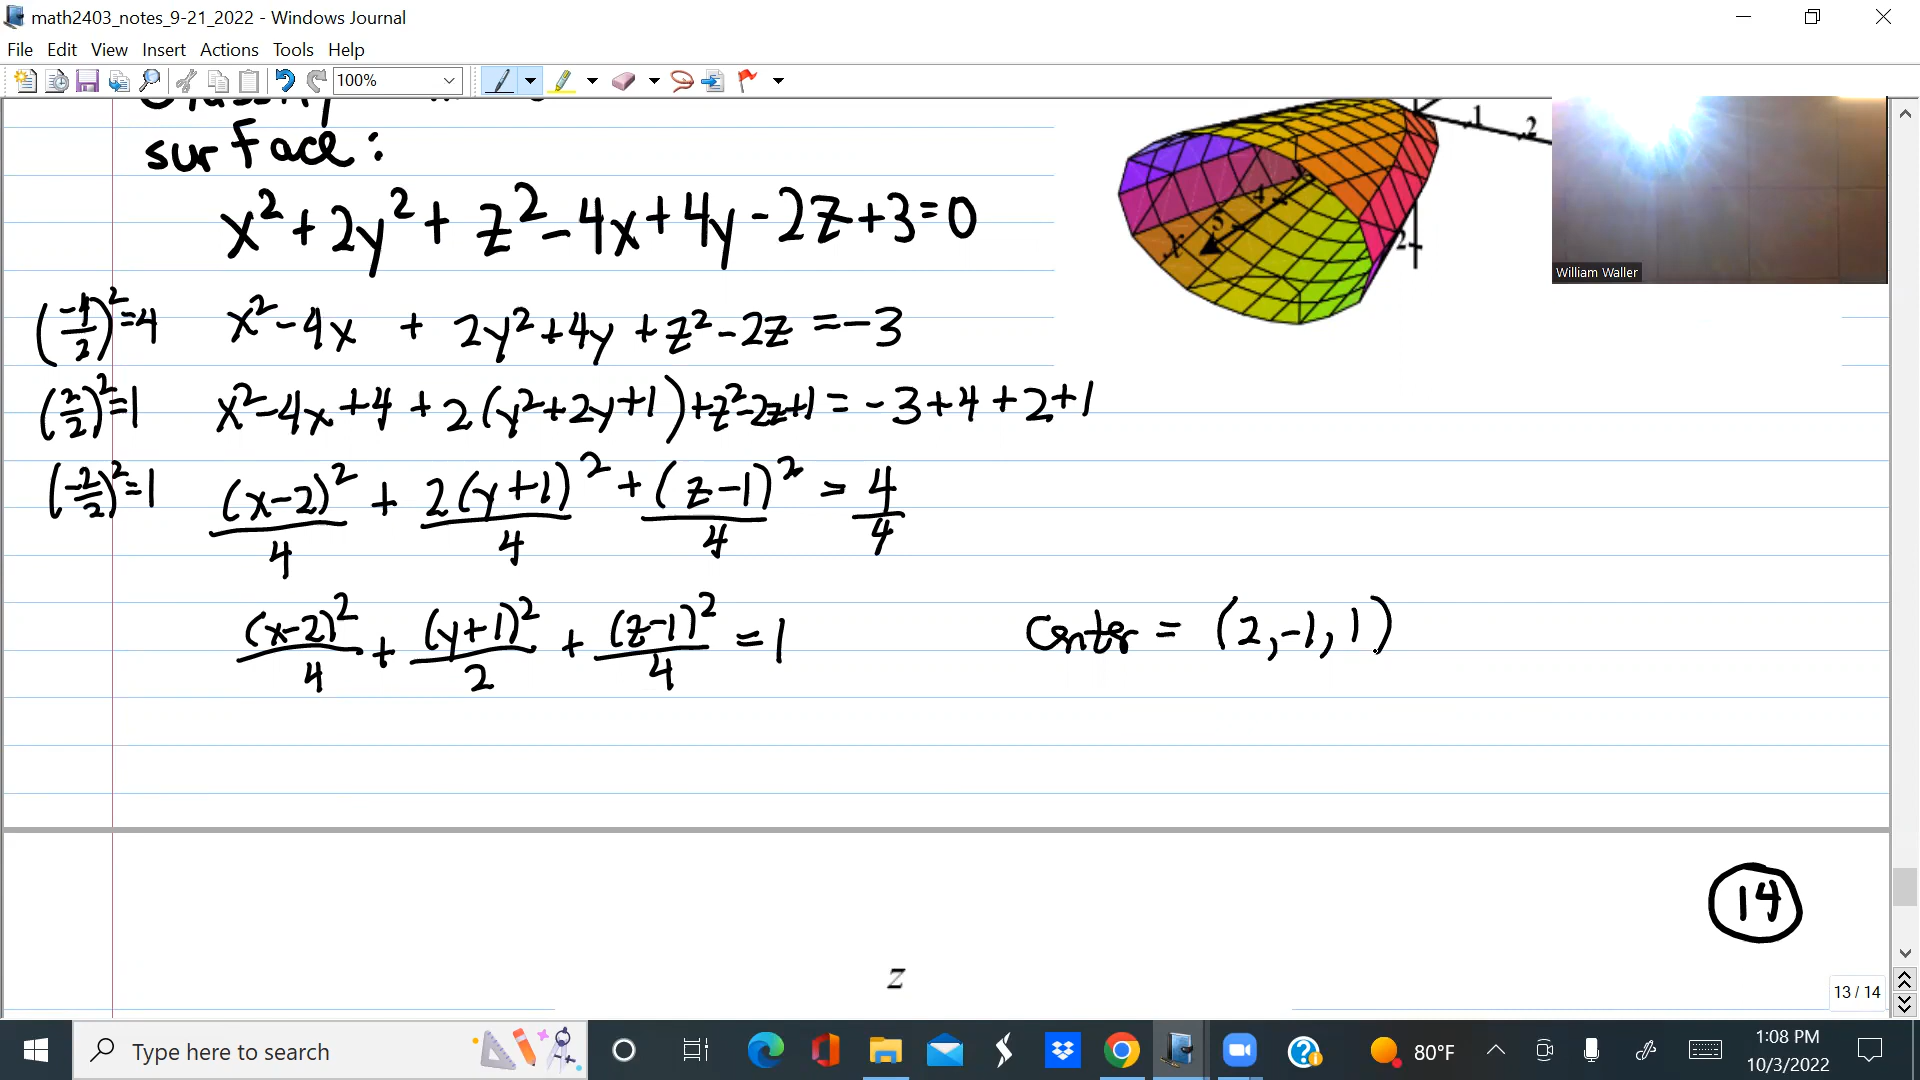 math2403_notes_9-21_2022 - Windows Journal
File Edit View Insert Actions Tools Help
100%
surface:
x² + 2y² + z² - 4x + 4y - 2z + 3 = 0
(-4/2)² = 4 x² - 4x + 2y² + 4y + z² - 2z = -3
(2/2)² = 1 x² - 4x + 4 + 2(y² + 2y + 1) + z² - 2z + 1 = -3 + 4 + 2 + 1
(-2/2)² = 1 (x-2)²/4 + 2(y+1)²/4 + (z-1)²/4 = 4/4
(x-2)²/4 + (y+1)²/2 + (z-1)²/4 = 1 Center = (2, -1, 1)
1 2
4
5
x
2
William Waller
14
z
13 / 14
Type here to search
80°F
1:08 PM
10/3/2022